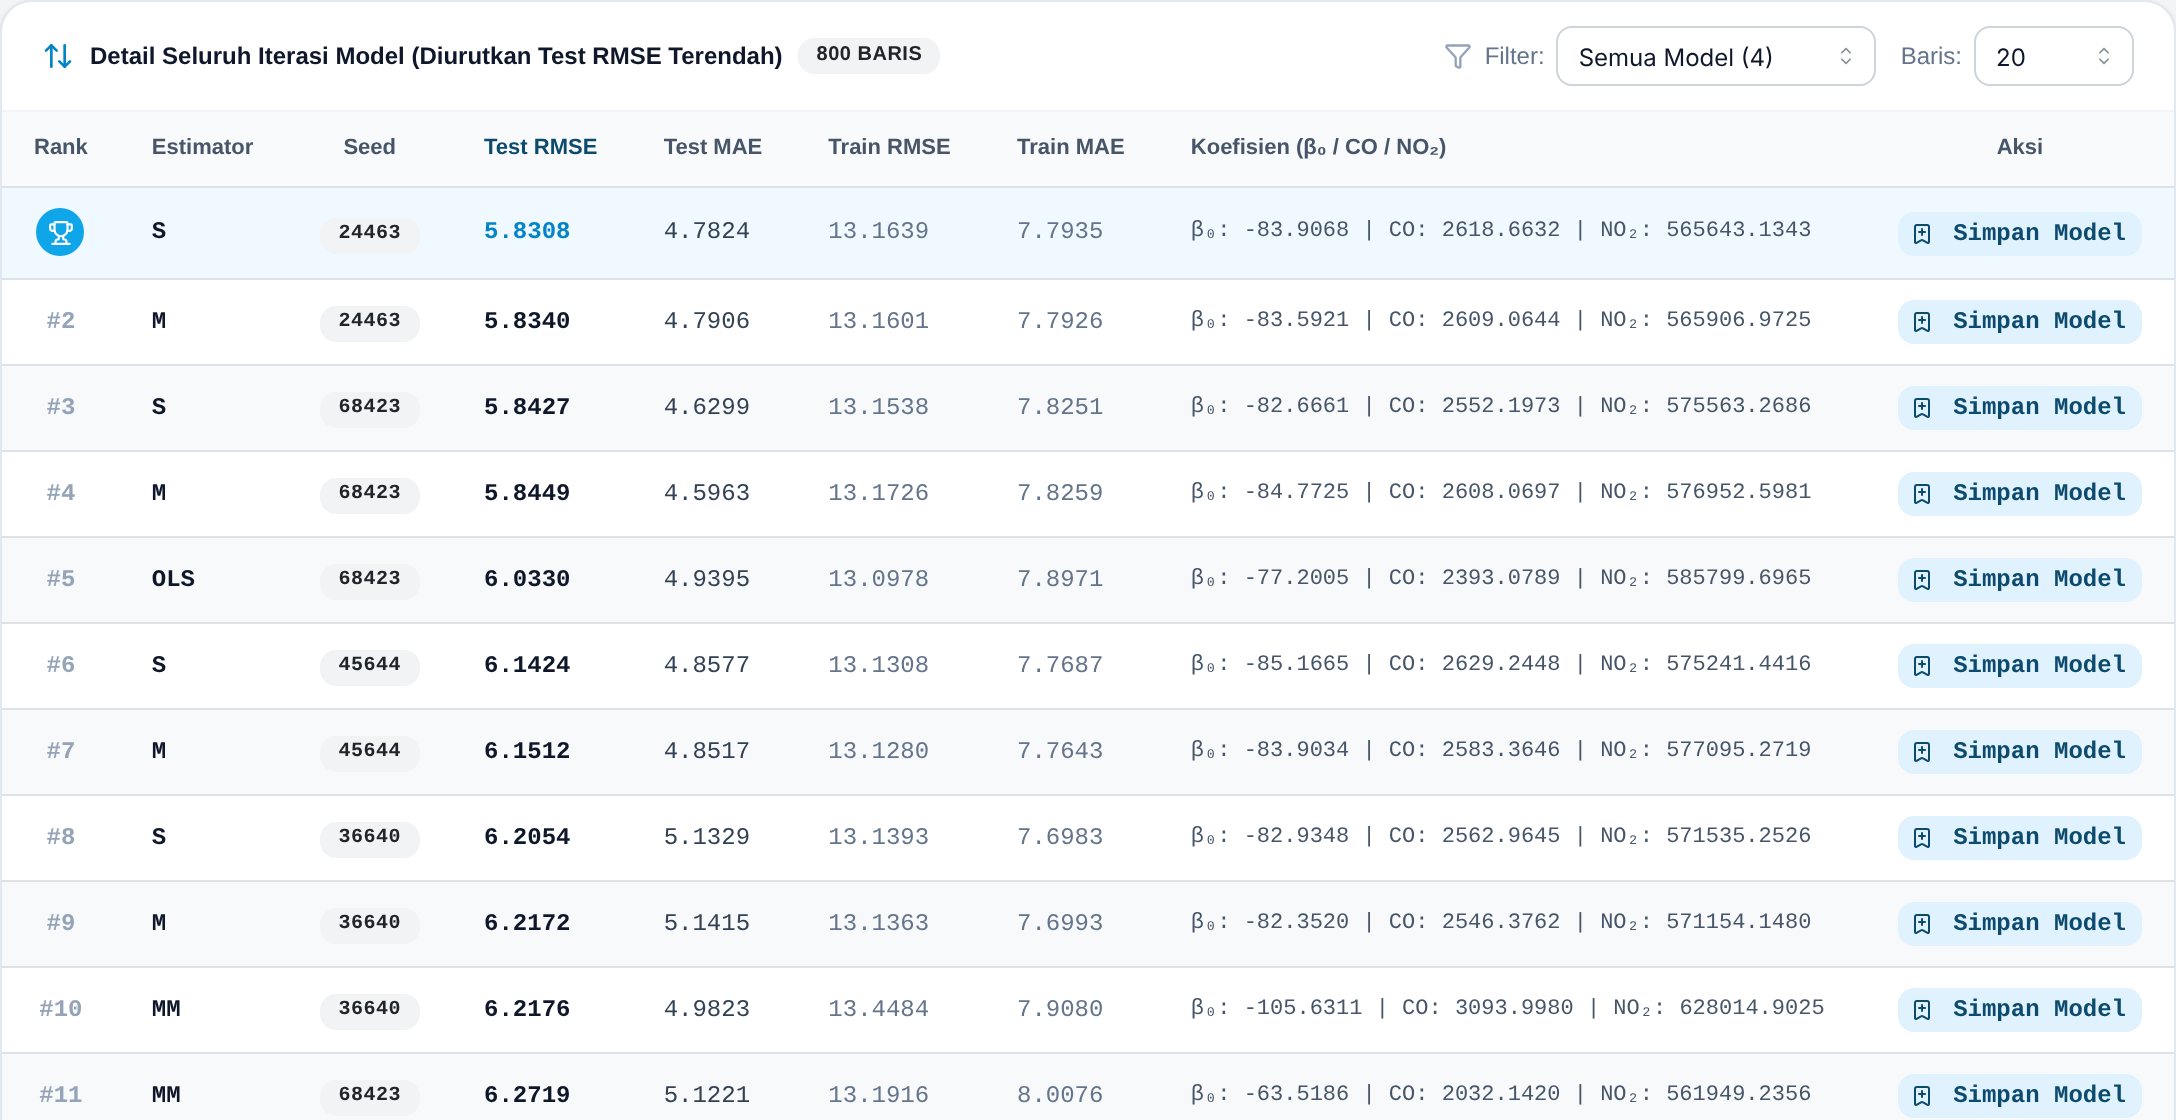 Detail Seluruh Iterasi Model (Diurutkan Test RMSE Terendah) 800 BARIS Filter: Semua Model (4) Baris: 20
Rank Estimator Seed Test RMSE Test MAE Train RMSE Train MAE Koefisien (β₀ / CO / NO₂) Aksi
S 24463 5.8308 4.7824 13.1639 7.7935 β₀: -83.9068 | CO: 2618.6632 | NO₂: 565643.1343 Simpan Model
#2 M 24463 5.8340 4.7906 13.1601 7.7926 β₀: -83.5921 | CO: 2609.0644 | NO₂: 565906.9725 Simpan Model
#3 S 68423 5.8427 4.6299 13.1538 7.8251 β₀: -82.6661 | CO: 2552.1973 | NO₂: 575563.2686 Simpan Model
#4 M 68423 5.8449 4.5963 13.1726 7.8259 β₀: -84.7725 | CO: 2608.0697 | NO₂: 576952.5981 Simpan Model
#5 OLS 68423 6.0330 4.9395 13.0978 7.8971 β₀: -77.2005 | CO: 2393.0789 | NO₂: 585799.6965 Simpan Model
#6 S 45644 6.1424 4.8577 13.1308 7.7687 β₀: -85.1665 | CO: 2629.2448 | NO₂: 575241.4416 Simpan Model
#7 M 45644 6.1512 4.8517 13.1280 7.7643 β₀: -83.9034 | CO: 2583.3646 | NO₂: 577095.2719 Simpan Model
#8 S 36640 6.2054 5.1329 13.1393 7.6983 β₀: -82.9348 | CO: 2562.9645 | NO₂: 571535.2526 Simpan Model
#9 M 36640 6.2172 5.1415 13.1363 7.6993 β₀: -82.3520 | CO: 2546.3762 | NO₂: 571154.1480 Simpan Model
#10 MM 36640 6.2176 4.9823 13.4484 7.9080 β₀: -105.6311 | CO: 3093.9980 | NO₂: 628014.9025 Simpan Model
#11 MM 68423 6.2719 5.1221 13.1916 8.0076 β₀: -63.5186 | CO: 2032.1420 | NO₂: 561949.2356 Simpan Model